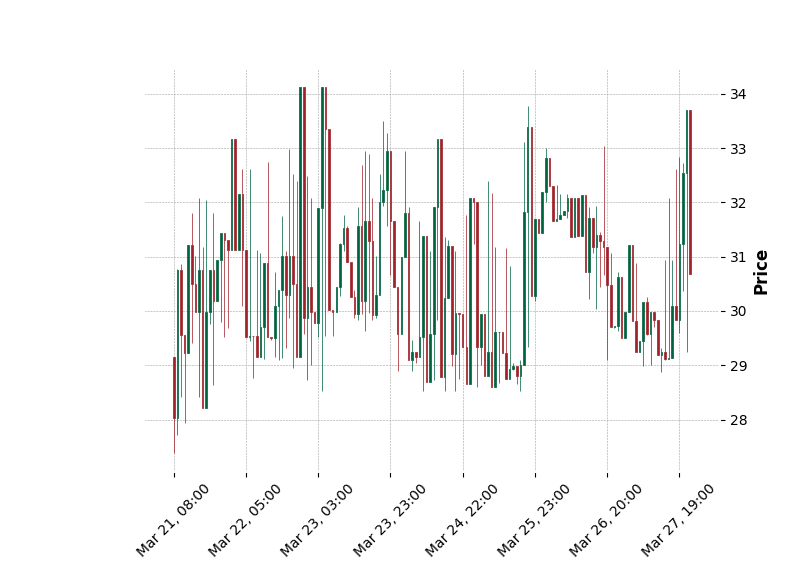 34
33
32
31
30
29
28
Price
Mar 21, 08:00
Mar 22, 05:00
Mar 23, 03:00
Mar 23, 23:00
Mar 24, 22:00
Mar 25, 23:00
Mar 26, 20:00
Mar 27, 19:00